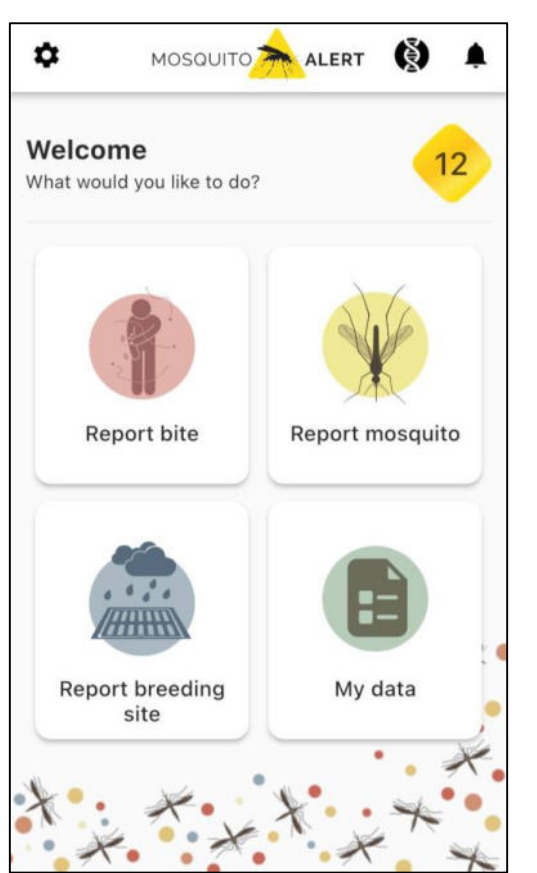 MOSQUITO ALERT
Welcome
12
What would you like to do?
Report bite
Report mosquito
Report breeding
site
My data